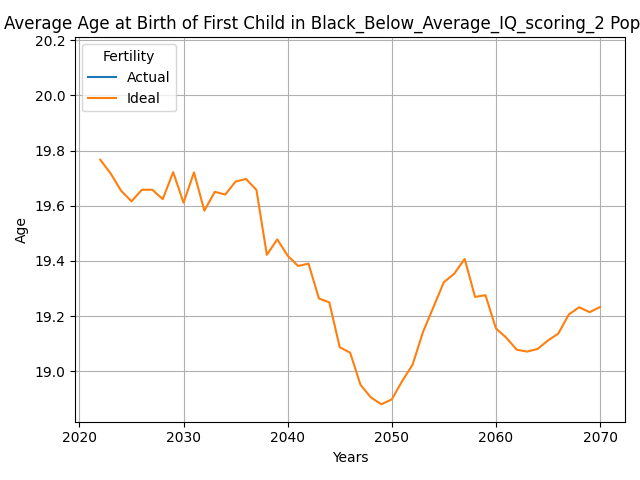 Average Age at Birth of First Child in Black_Below_Average_IQ_scoring_2 Pop
Fertility
Actual
Ideal
20.2
20.0
19.8
19.6
19.4
19.2
19.0
Age
2020 2030 2040 2050 2060 2070
Years